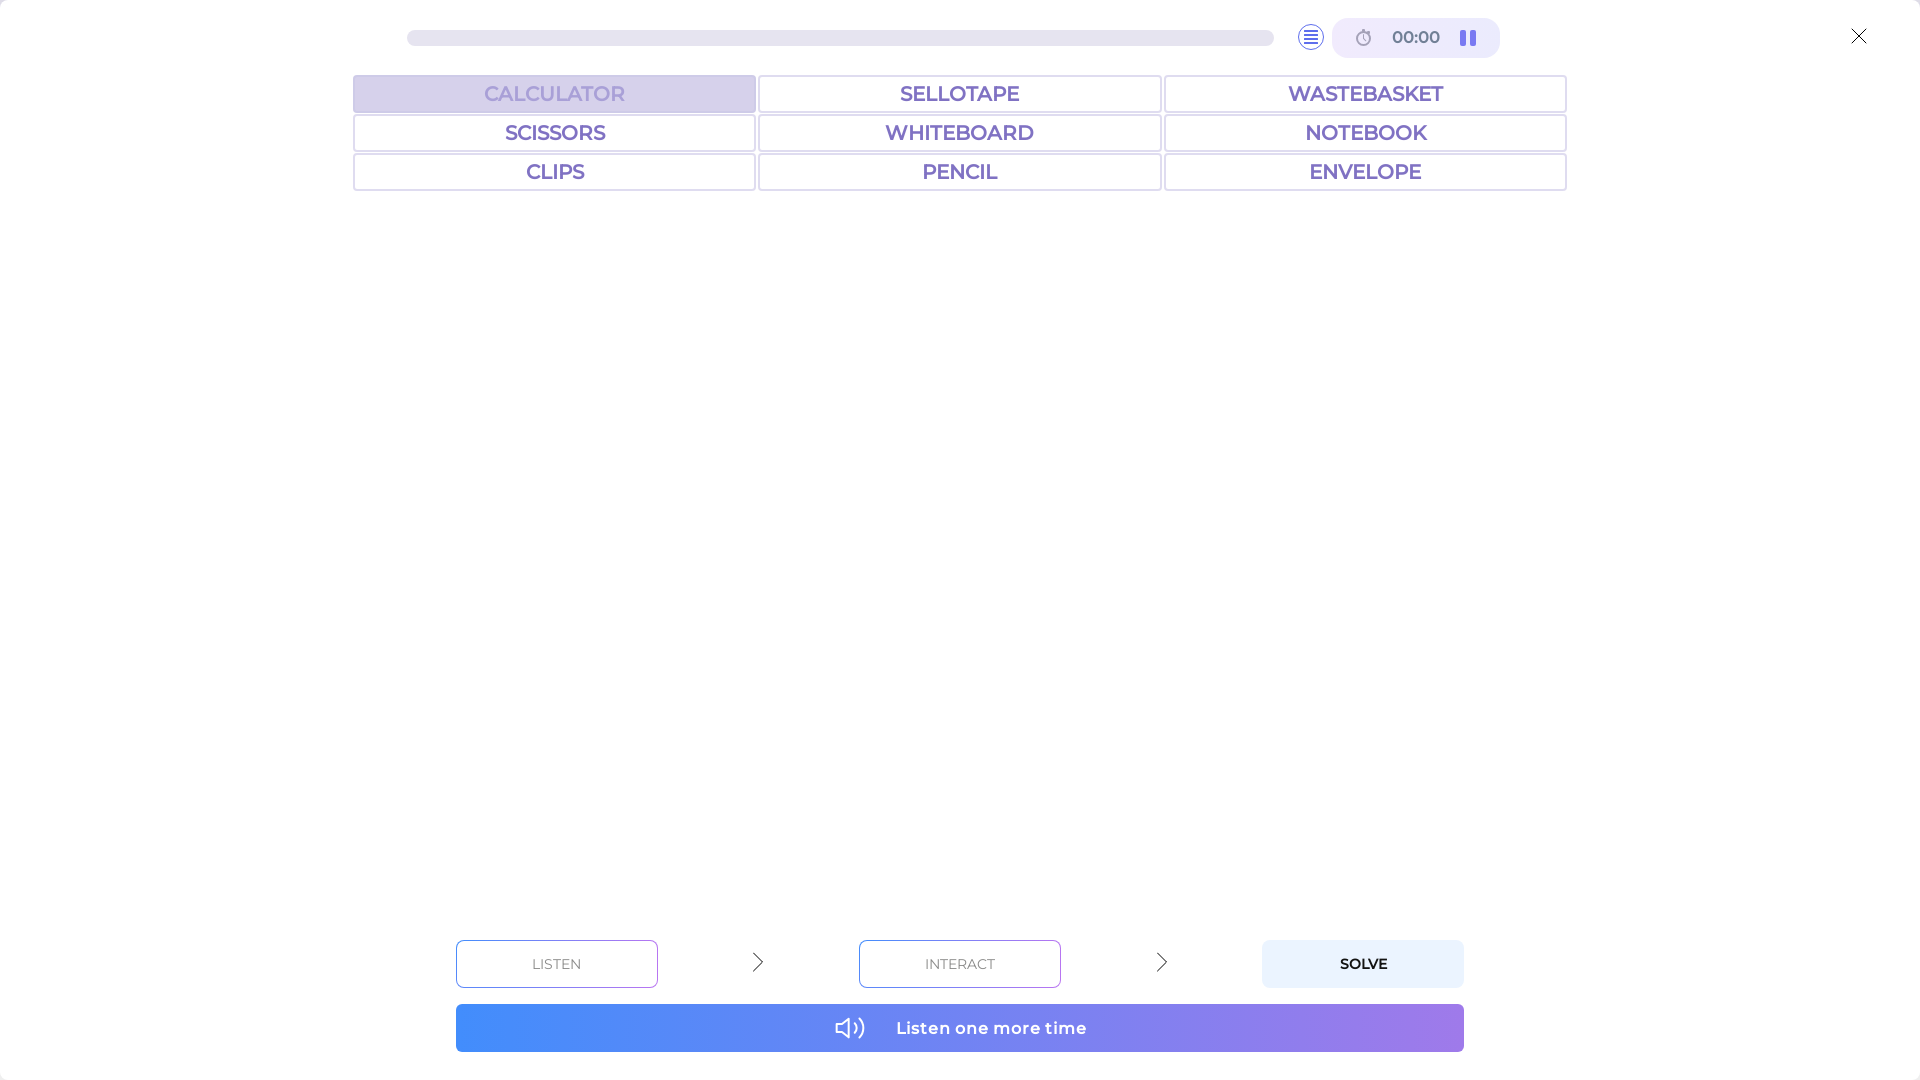 00:00
CALCULATOR SELLOTAPE WASTEBASKET
SCISSORS WHITEBOARD NOTEBOOK
CLIPS PENCIL ENVELOPE
LISTEN INTERACT SOLVE
Listen one more time